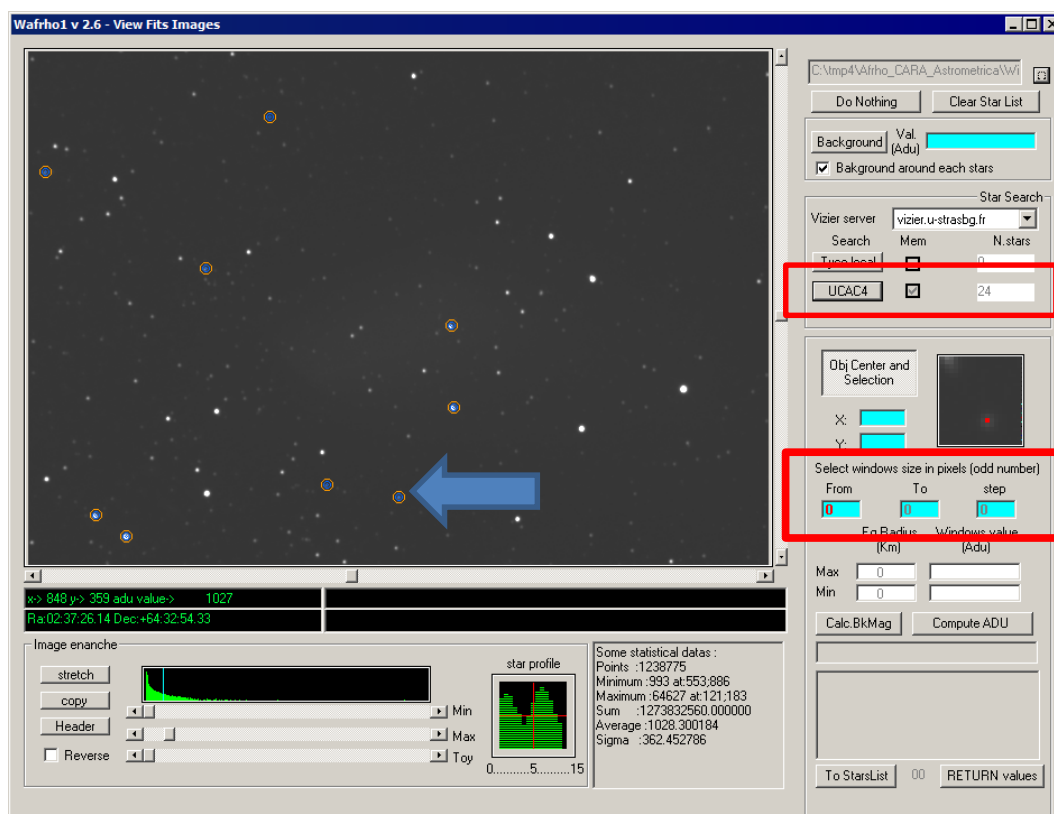 Wafrho1 v 2.6 - View Fits Images
C:\tmp4\Afrho_CARA_Astrometrica\Wi
Do Nothing Clear Star List
Background Val. (Adu)
Bakground around each stars
Star Search
Vizier server vizier.u-strasbg.fr
Search Mem N.stars
Tyco local 0
UCAC4 24
Obj Center and
Selection
X:
Y:
Select windows size in pixels (odd number)
From To step
0 0 0
Eq.Radius Windows value
(Km) (Adu)
Max 0
Min 0
Calc.BkMag Compute ADU
To StarsList 00 RETURN values
x-> 848 y-> 359 adu value-> 1027
Ra:02:37:26.14 Dec:+64:32:54.33
Image enanche
stretch
copy
Header
Reverse
Min
Max
Toy
star profile
0..........5..........15
Some statistical datas :
Points :1238775
Minimum :993 at:553;886
Maximum :64627 at:121;183
Sum :1273832560.000000
Average :1028.300184
Sigma :362.452786